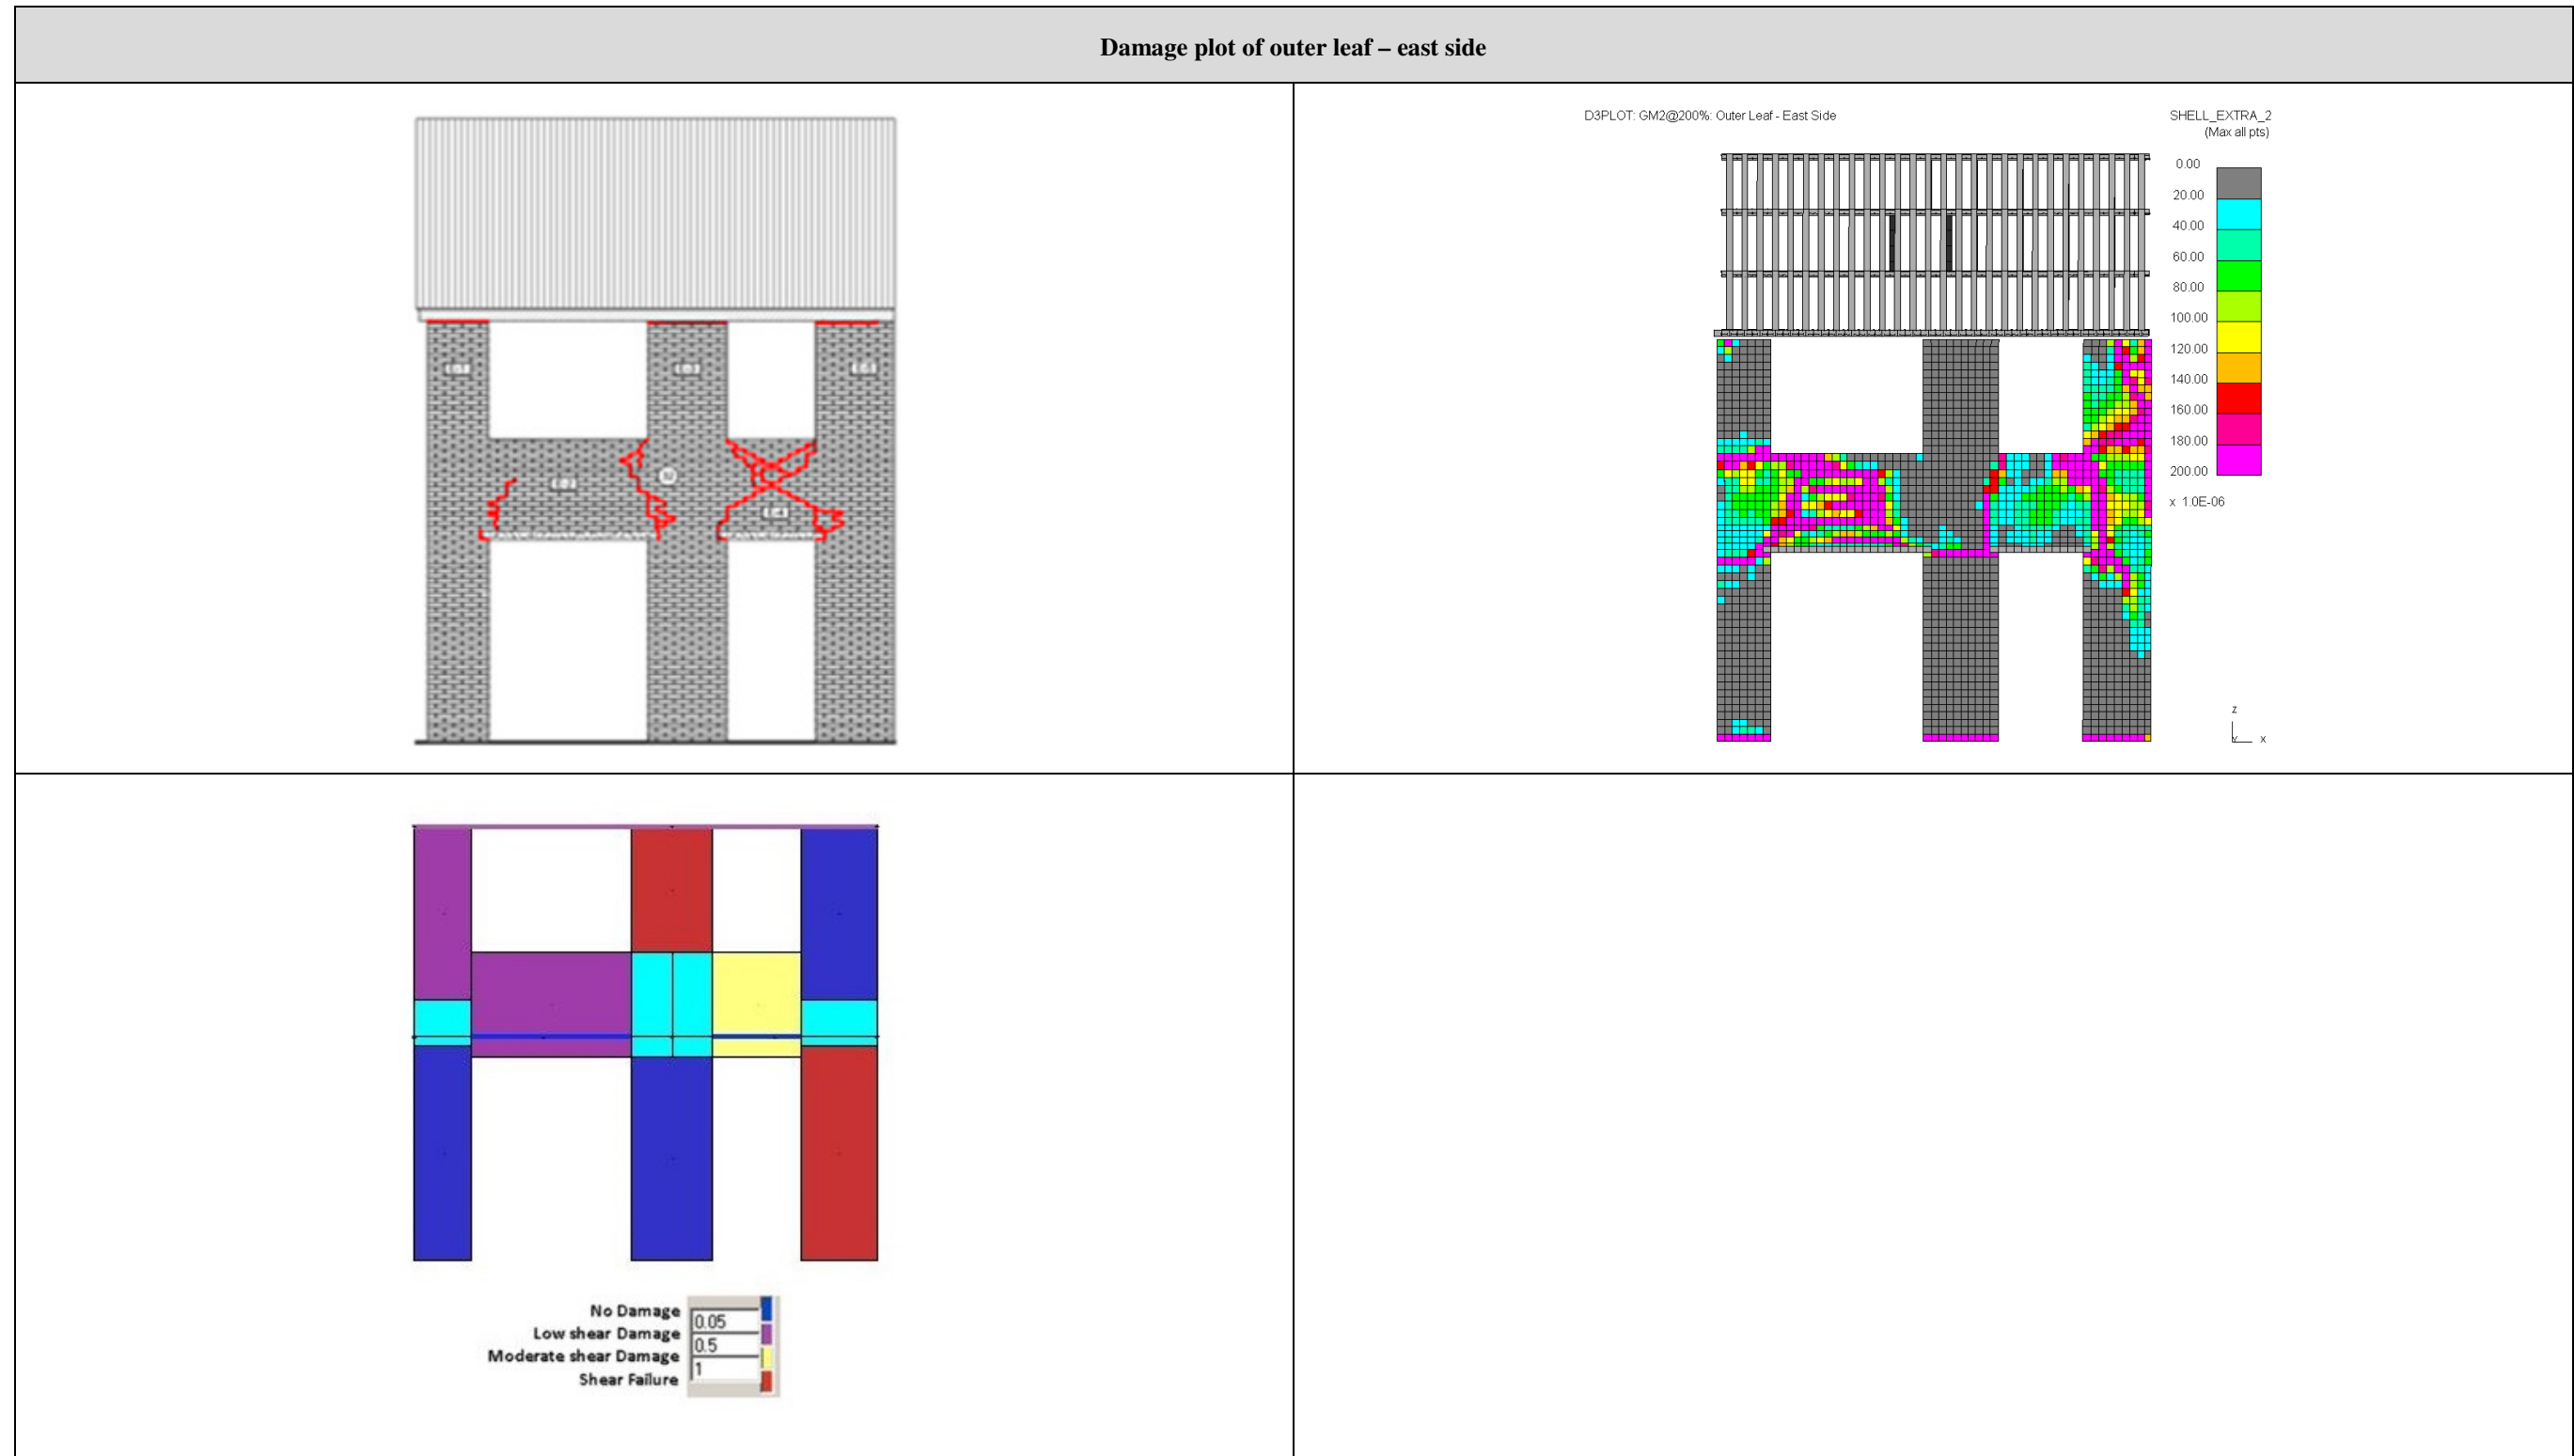 Damage plot of outer leaf – east side
D3PLOT: GM2@200%: Outer Leaf - East Side
SHELL_EXTRA_2
(Max all pts)
0.00
20.00
40.00
60.00
80.00
100.00
120.00
140.00
160.00
180.00
200.00
x 1.0E-06
Z
X
No Damage
0.05
Low shear Damage
0.5
Moderate shear Damage
1
Shear Failure